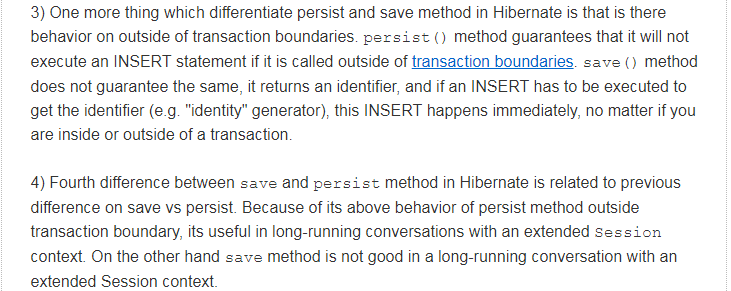 3) One more thing which differentiate persist and save method in Hibernate is that is there
behavior on outside of transaction boundaries. persist() method guarantees that it will not
execute an INSERT statement if it is called outside of transaction boundaries. save() method
does not guarantee the same, it returns an identifier, and if an INSERT has to be executed to
get the identifier (e.g. "identity" generator), this INSERT happens immediately, no matter if you
are inside or outside of a transaction.
4) Fourth difference between save and persist method in Hibernate is related to previous
difference on save vs persist. Because of its above behavior of persist method outside
transaction boundary, its useful in long-running conversations with an extended Session
context. On the other hand save method is not good in a long-running conversation with an
extended Session context.